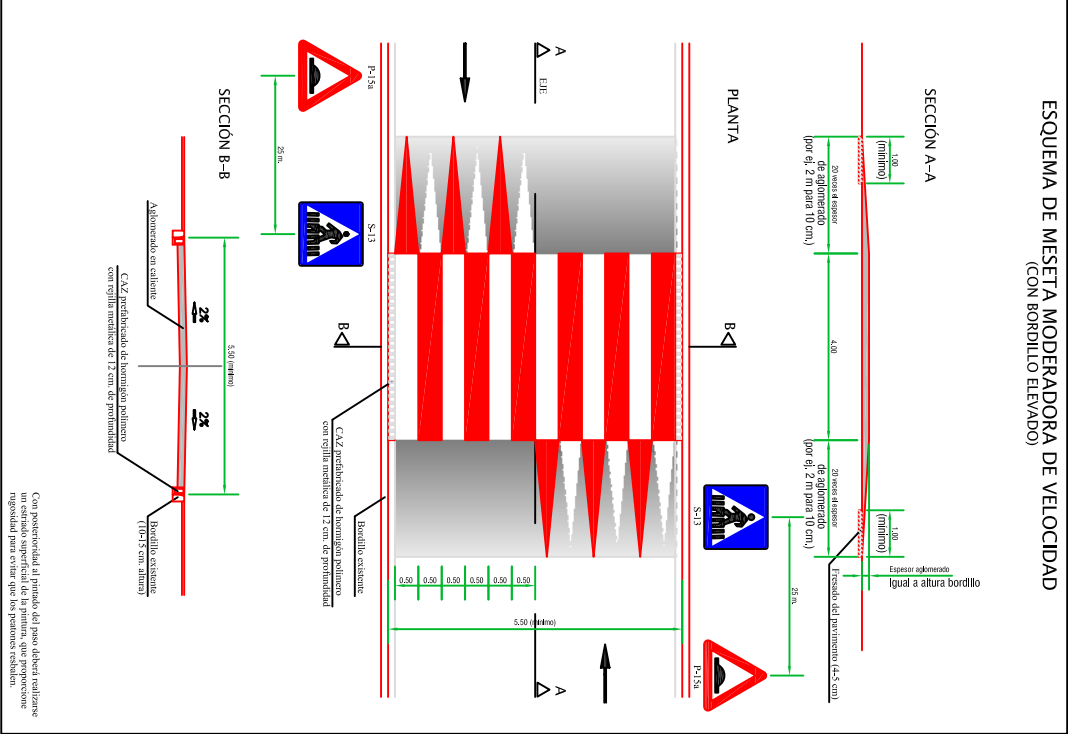 ESQUEMA DE MESETA MODERADORA DE VELOCIDAD
(CON BORDILLO ELEVADO)
SECCIÓN A-A
1.00
(mínimo)
20 veces el espesor
de aglomerado
(por ej. 2 m para 10 cm.)
4.00
20 veces el espesor
de aglomerado
(por ej. 2 m para 10 cm.)
1.00
(mínimo)
Fresado del pavimento (4-5 cm)
Espesor aglomerado
Igual a altura bordillo
PLANTA
A
EJE
B
B
A
P-15a
25 m.
S-13
S-13
25 m.
P-15a
0.50
0.50
0.50
0.50
0.50
0.50
5.50 (mínimo)
Bordillo existente
CAZ prefabricado de hormigón polímero
con rejilla metálica de 12 cm. de profundidad
SECCIÓN B-B
Aglomerado en caliente
2%
2%
5.50 (mínimo)
CAZ prefabricado de hormigón polímero
con rejilla metálica de 12 cm. de profundidad
Bordillo existente
(10-15 cm. altura)
Con posterioridad al pintado del paso deberá realizarse
un estriado superficial de la pintura, que proporcione
rugosidad para evitar que los peatones resbalen.